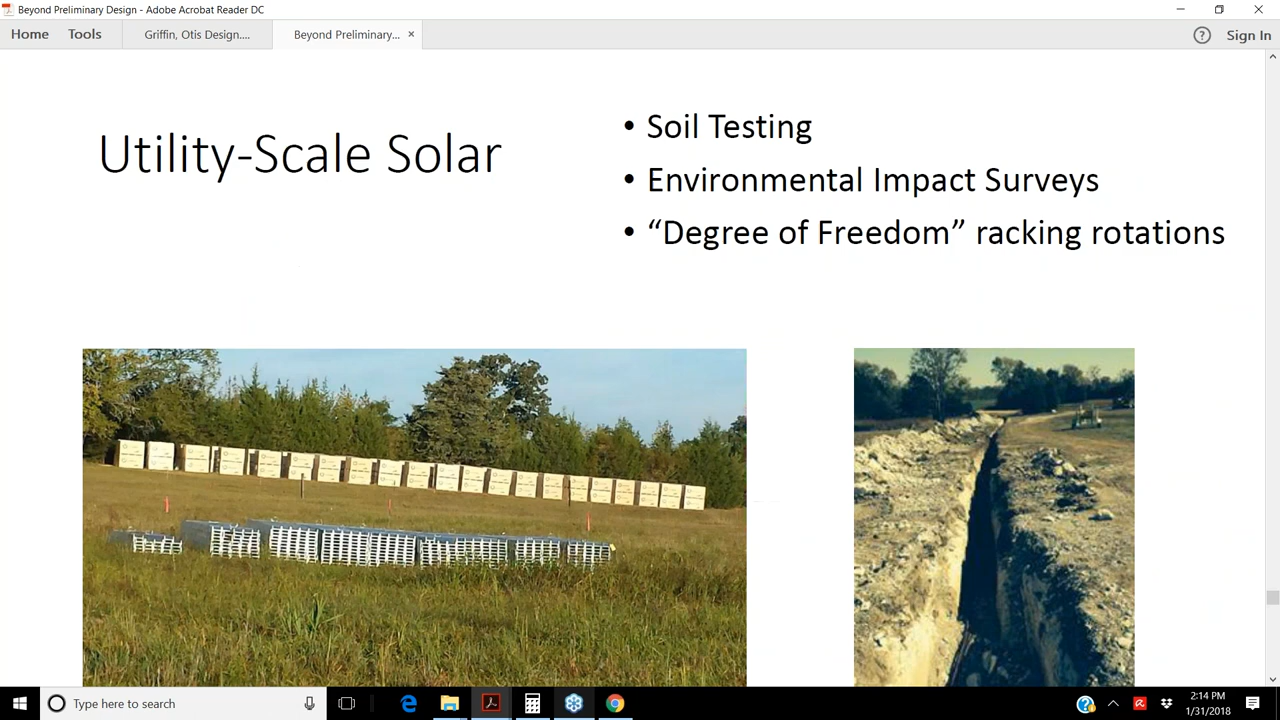 Beyond Preliminary Design - Adobe Acrobat Reader DC
Home Tools Griffin, Otis Design.... Beyond Preliminary... × ? Sign In
Utility-Scale Solar
• Soil Testing
• Environmental Impact Surveys
• “Degree of Freedom” racking rotations
Type here to search
2:14 PM
1/31/2018